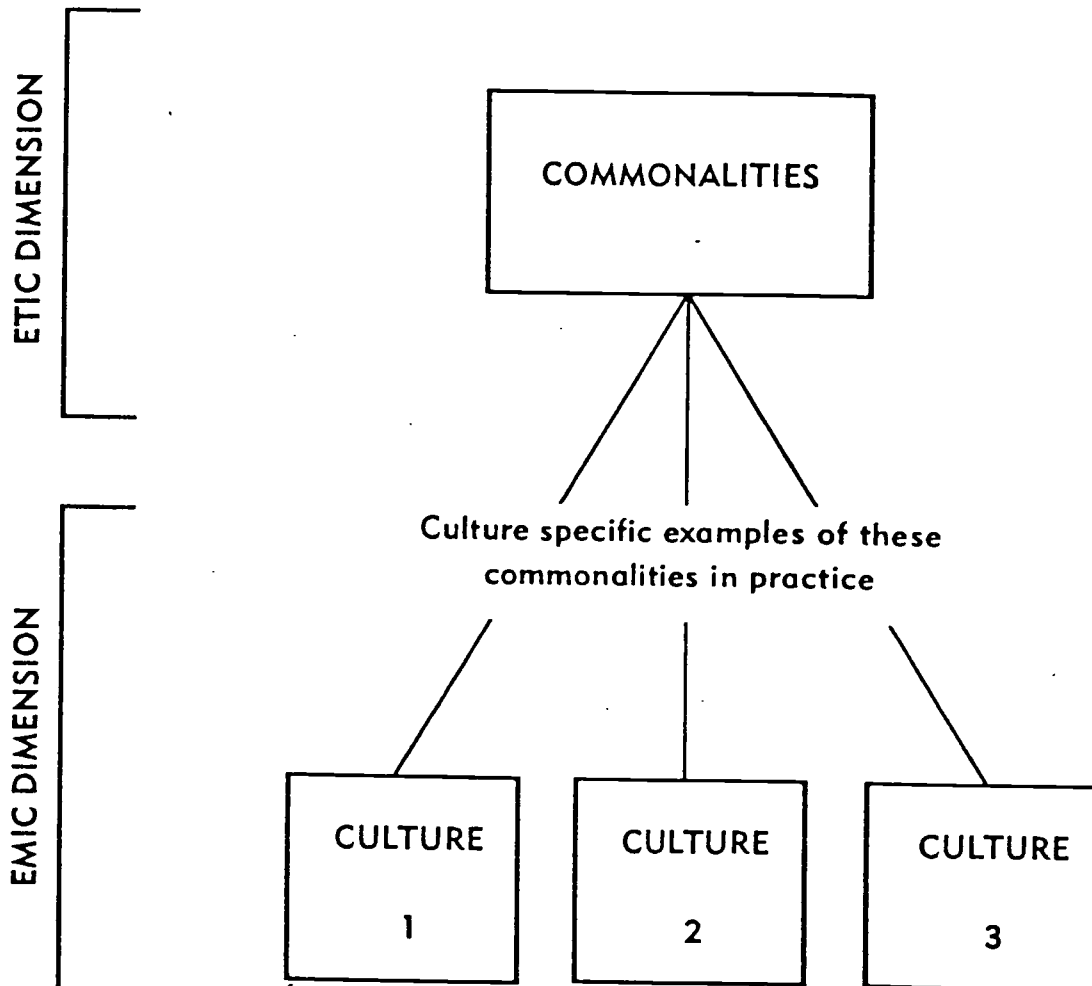 ETIC DIMENSION
COMMONALITIES
Culture specific examples of these
commonalities in practice
EMIC DIMENSION
CULTURE
1
CULTURE
2
CULTURE
3